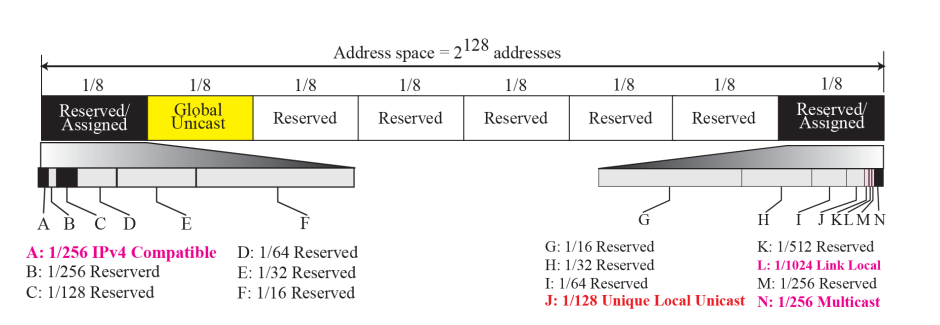 Address space = 2^128 addresses
1/8 1/8 1/8 1/8 1/8 1/8 1/8 1/8
Reserved/ Assigned
Global Unicast
Reserved
Reserved
Reserved
Reserved
Reserved
Reserved/ Assigned
A B C D E F
G H I J K L M N
A: 1/256 IPv4 Compatible
B: 1/256 Reserverd
C: 1/128 Reserved
D: 1/64 Reserved
E: 1/32 Reserved
F: 1/16 Reserved
G: 1/16 Reserved
H: 1/32 Reserved
I: 1/64 Reserved
J: 1/128 Unique Local Unicast
K: 1/512 Reserved
L: 1/1024 Link Local
M: 1/256 Reserved
N: 1/256 Multicast